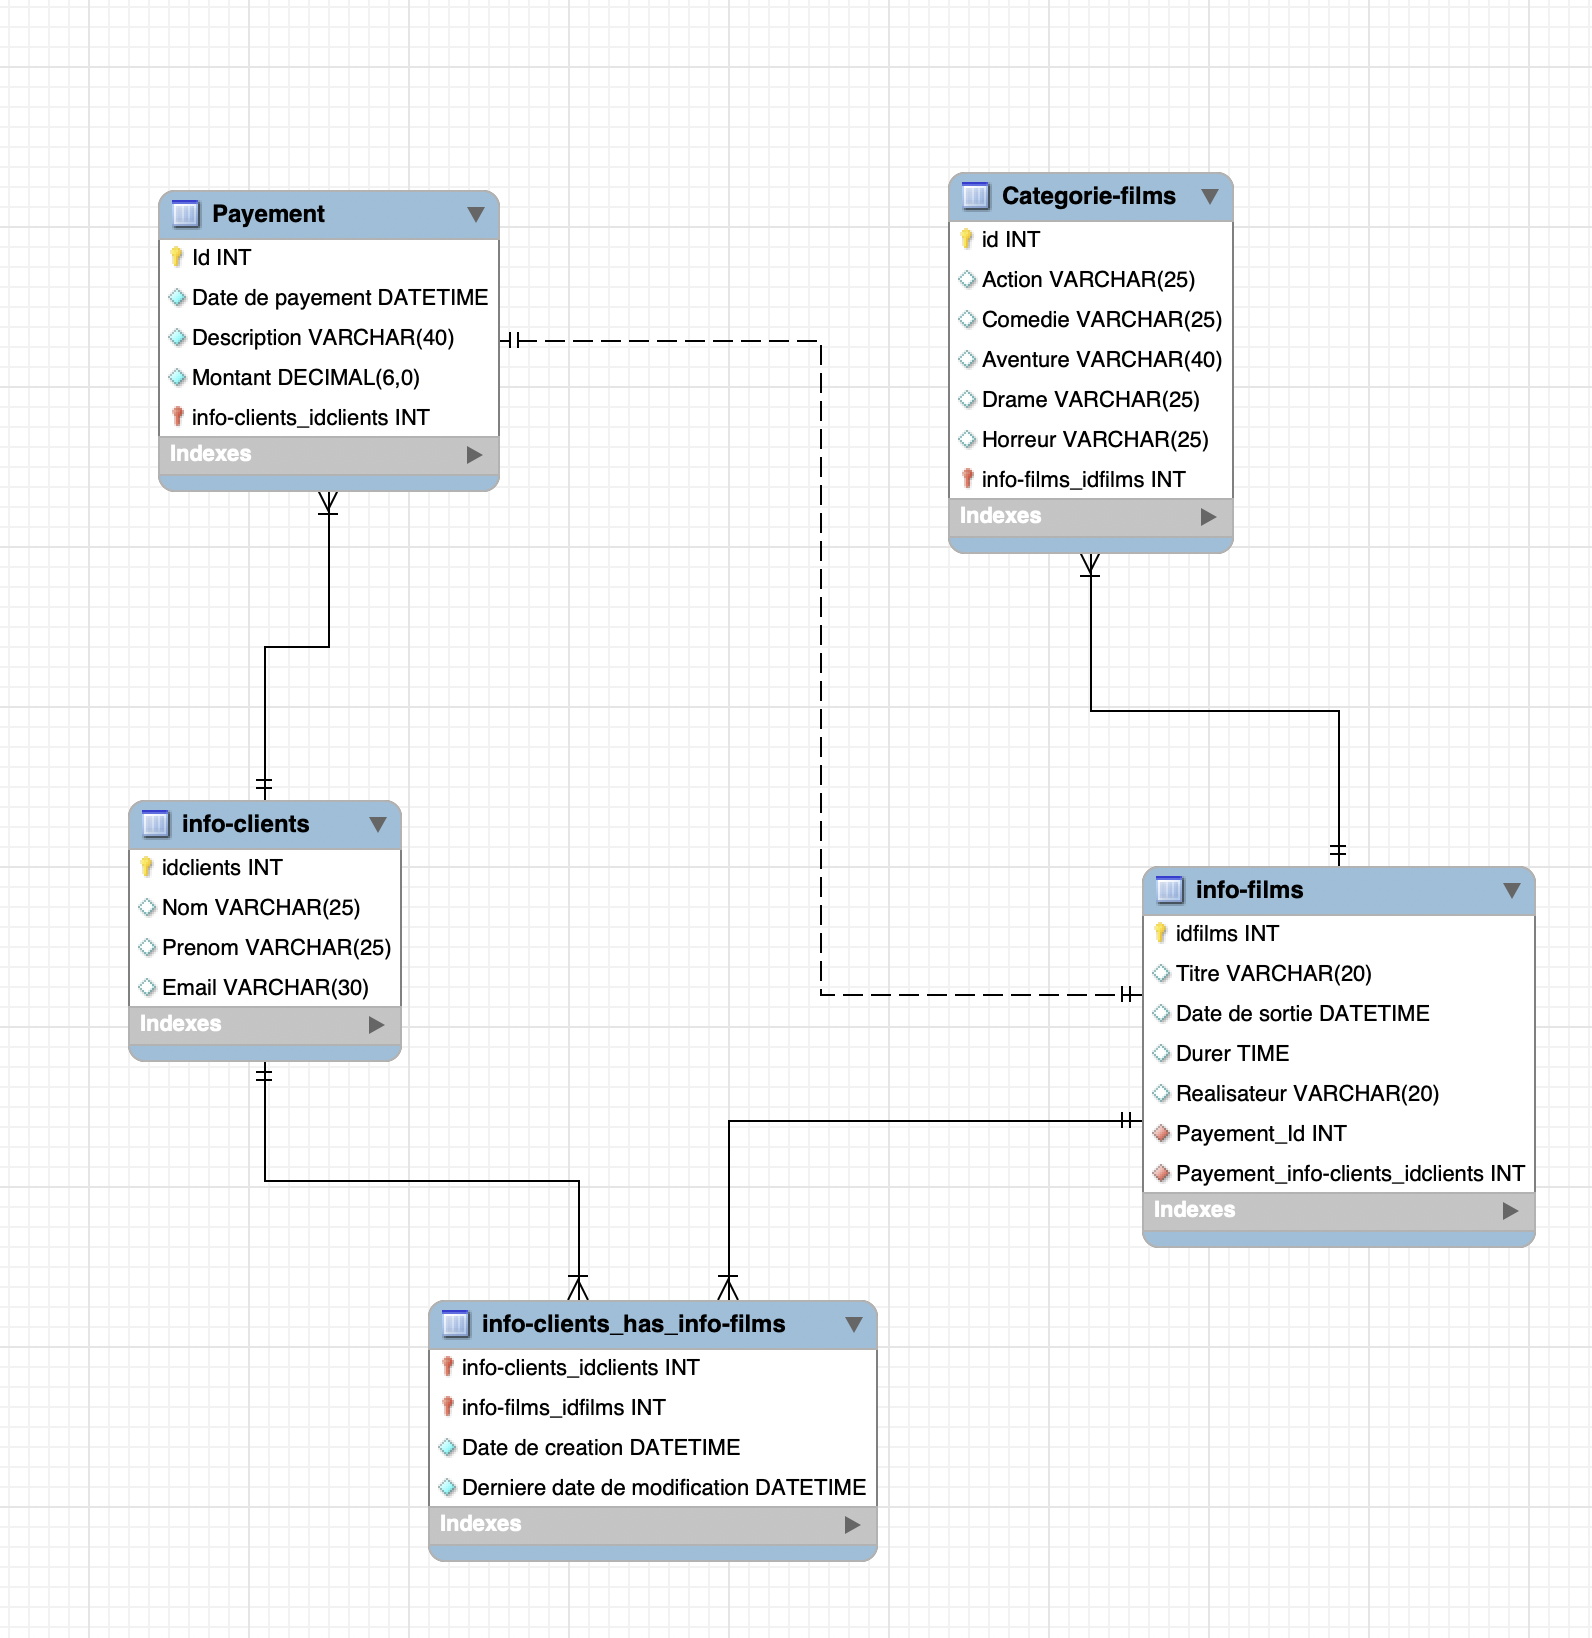 Payement
Id INT
Date de payement DATETIME
Description VARCHAR(40)
Montant DECIMAL(6,0)
info-clients_idclients INT
Indexes
Categorie-films
id INT
Action VARCHAR(25)
Comedie VARCHAR(25)
Aventure VARCHAR(40)
Drame VARCHAR(25)
Horreur VARCHAR(25)
info-films_idfilms INT
Indexes
info-clients
idclients INT
Nom VARCHAR(25)
Prenom VARCHAR(25)
Email VARCHAR(30)
Indexes
info-films
idfilms INT
Titre VARCHAR(20)
Date de sortie DATETIME
Durer TIME
Realisateur VARCHAR(20)
Payement_Id INT
Payement_info-clients_idclients INT
Indexes
info-clients_has_info-films
info-clients_idclients INT
info-films_idfilms INT
Date de creation DATETIME
Derniere date de modification DATETIME
Indexes